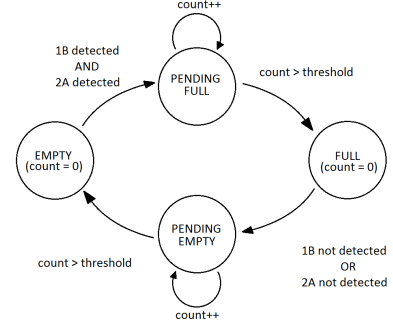 count++
1B detected
AND
2A detected
PENDING
FULL
count > threshold
EMPTY
(count = 0)
FULL
(count = 0)
PENDING
EMPTY
count > threshold
1B not detected
OR
2A not detected
count++